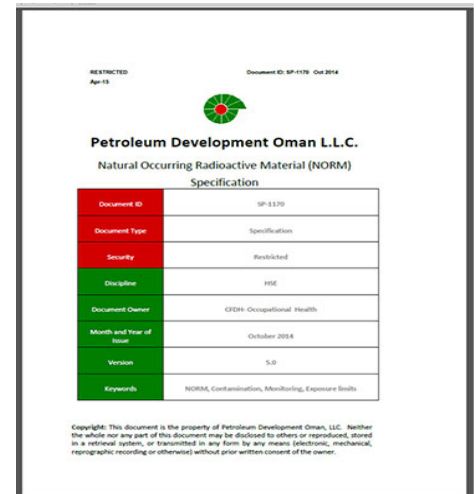 RESTRICTED Document ID: SP-1170 Oct 2014
Apr-15
Petroleum Development Oman L.L.C.
Natural Occurring Radioactive Material (NORM)
Specification
Document ID SP-1170
Document Type Specification
Security Restricted
Discipline HSE
Document Owner CFDH- Occupational Health
Month and Year of
Issue October 2014
Version 5.0
Keywords NORM, Contamination, Monitoring, Exposure limits
Copyright: This document is the property of Petroleum Development Oman, LLC. Neither
the whole nor any part of this document may be disclosed to others or reproduced, stored
in a retrieval system, or transmitted in any form by any means (electronic, mechanical,
reprographic recording or otherwise) without prior written consent of the owner.